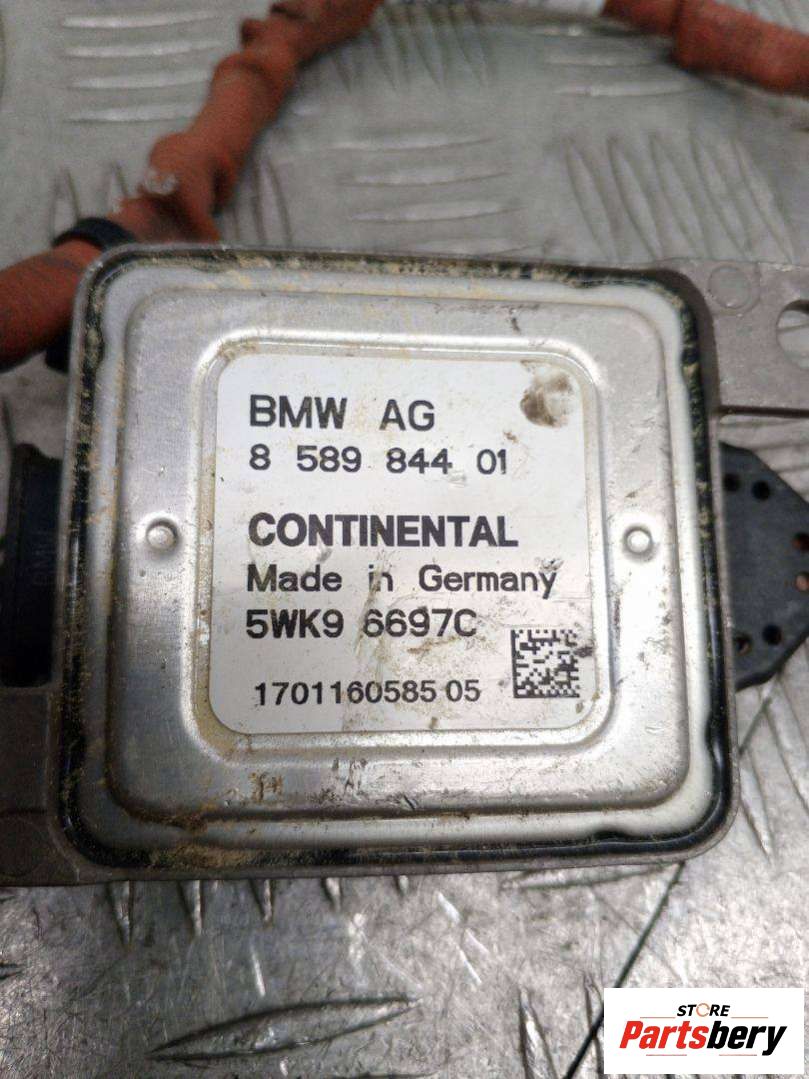 BMW AG
8 589 844 01
CONTINENTAL
Made in Germany
5WK9 6697C
1701160585 05
STORE
Partsbery